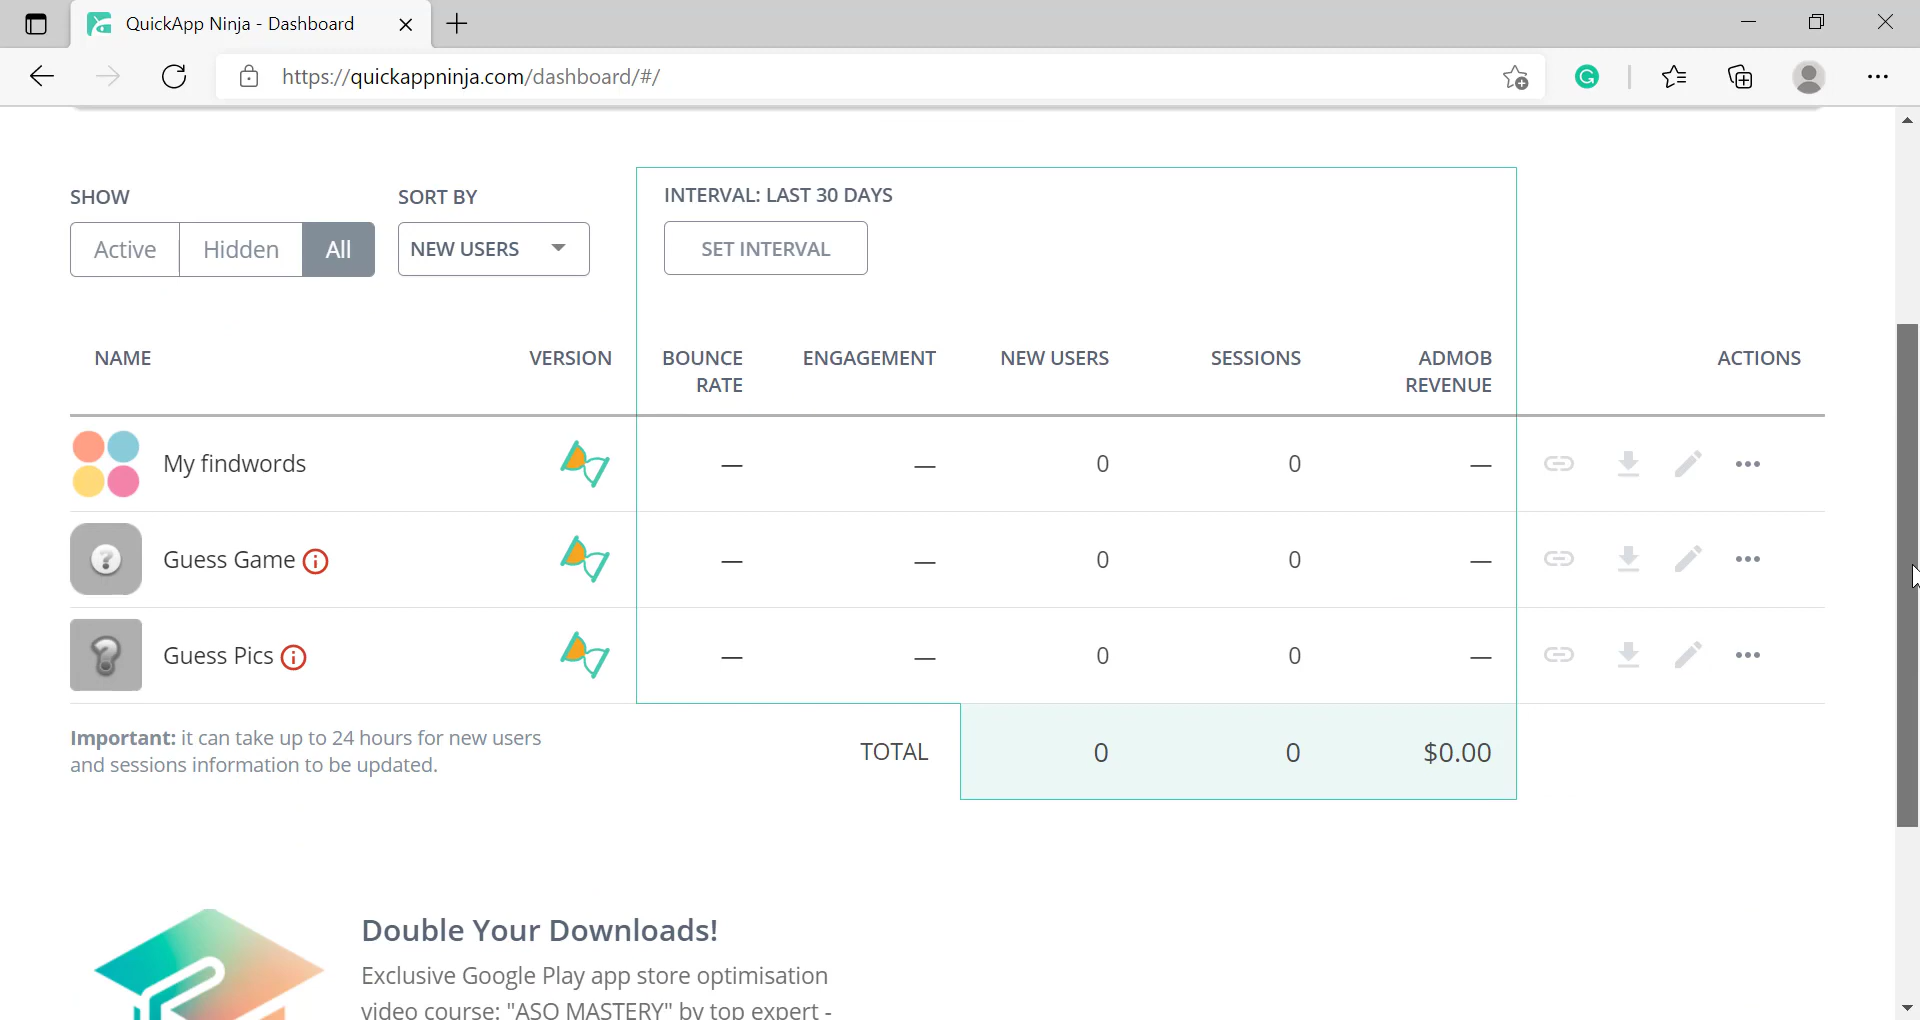 QuickApp Ninja - Dashboard
https://quickappninja.com/dashboard/#/
SHOW
Active Hidden All
SORT BY
NEW USERS
INTERVAL: LAST 30 DAYS
SET INTERVAL
NAME VERSION BOUNCE RATE ENGAGEMENT NEW USERS SESSIONS ADMOB REVENUE ACTIONS
My findwords — — 0 0 —
Guess Game — — 0 0 —
Guess Pics — — 0 0 —
Important: it can take up to 24 hours for new users
and sessions information to be updated.
TOTAL 0 0 $0.00
Double Your Downloads!
Exclusive Google Play app store optimisation
video course: "ASO MASTERY" by top expert -